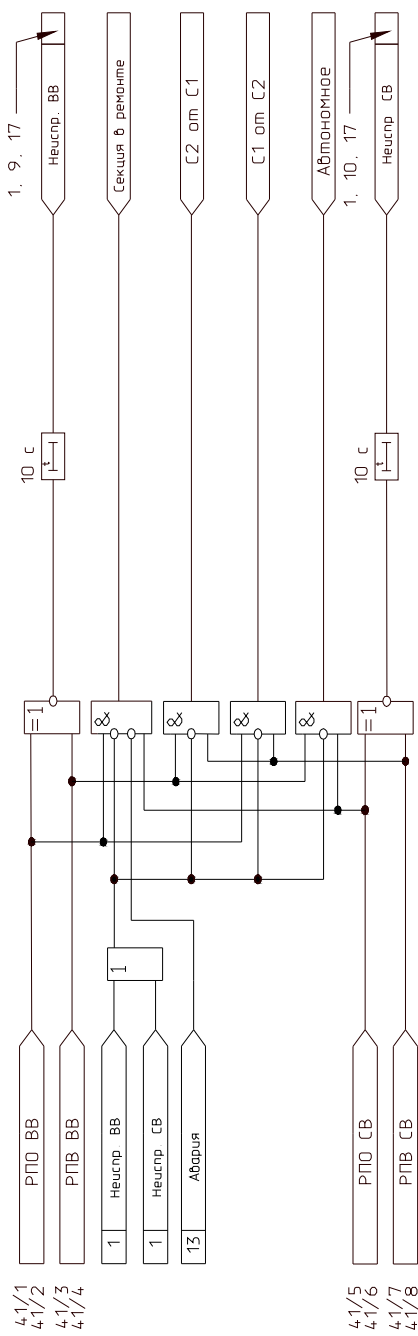 1. 9. 17
Неиспр. ВВ
Секция в ремонте
С2 от С1
С1 от С2
Автономное
1. 10. 17
Неиспр СВ
10 с
t
10 с
t
=1
&
&
&
&
=1
1
РПО ВВ
РПВ ВВ
1
Неиспр. ВВ
1
Неиспр. СВ
13
Авария
РПО СВ
РПВ СВ
41/1
41/2
41/3
41/4
41/5
41/6
41/7
41/8